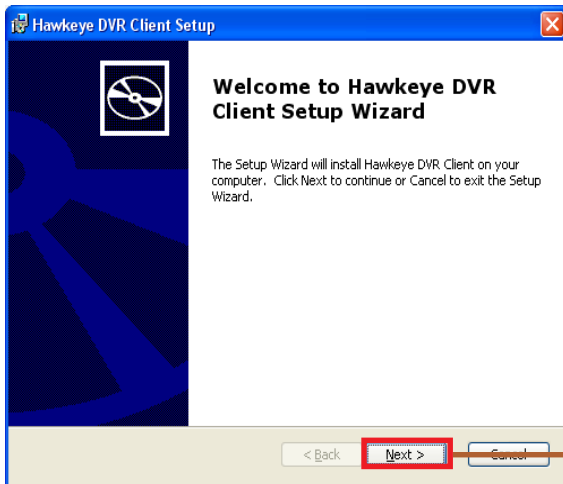 Hawkeye DVR Client Setup
Welcome to Hawkeye DVR
Client Setup Wizard
The Setup Wizard will install Hawkeye DVR Client on your
computer. Click Next to continue or Cancel to exit the Setup
Wizard.
< Back
Next >
Cancel